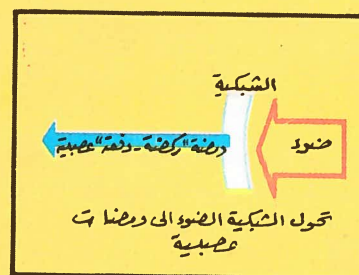 الشبكية
ضوء
ومضة "ركضة - دفعة" عصبية
تحول الشبكية الضوء الى ومضات
عصبية